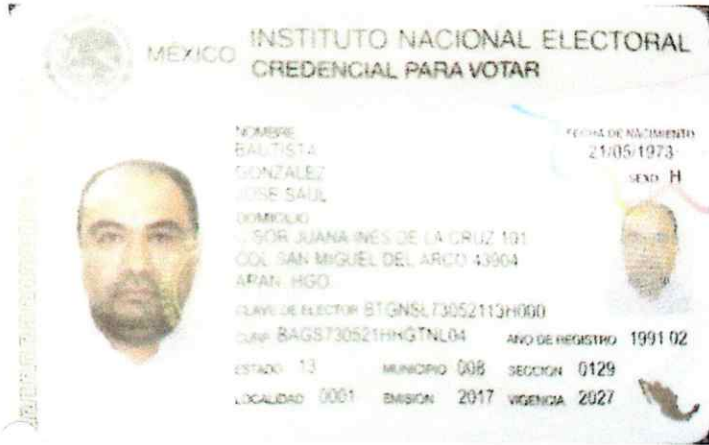 MÉXICO INSTITUTO NACIONAL ELECTORAL
CREDENCIAL PARA VOTAR
NOMBRE
BAUTISTA
GONZALEZ
JOSE SAUL
FECHA DE NACIMIENTO
21/05/1973
SEXO H
DOMICILIO
C SOR JUANA INES DE LA CRUZ 101
COL SAN MIGUEL DEL ARCO 43904
APAN, HGO.
CLAVE DE ELECTOR BTGNSL73052113H000
CURP BAGS730521HHGTNL04 AÑO DE REGISTRO 1991 02
ESTADO 13 MUNICIPIO 008 SECCIÓN 0129
LOCALIDAD 0001 EMISIÓN 2017 VIGENCIA 2027